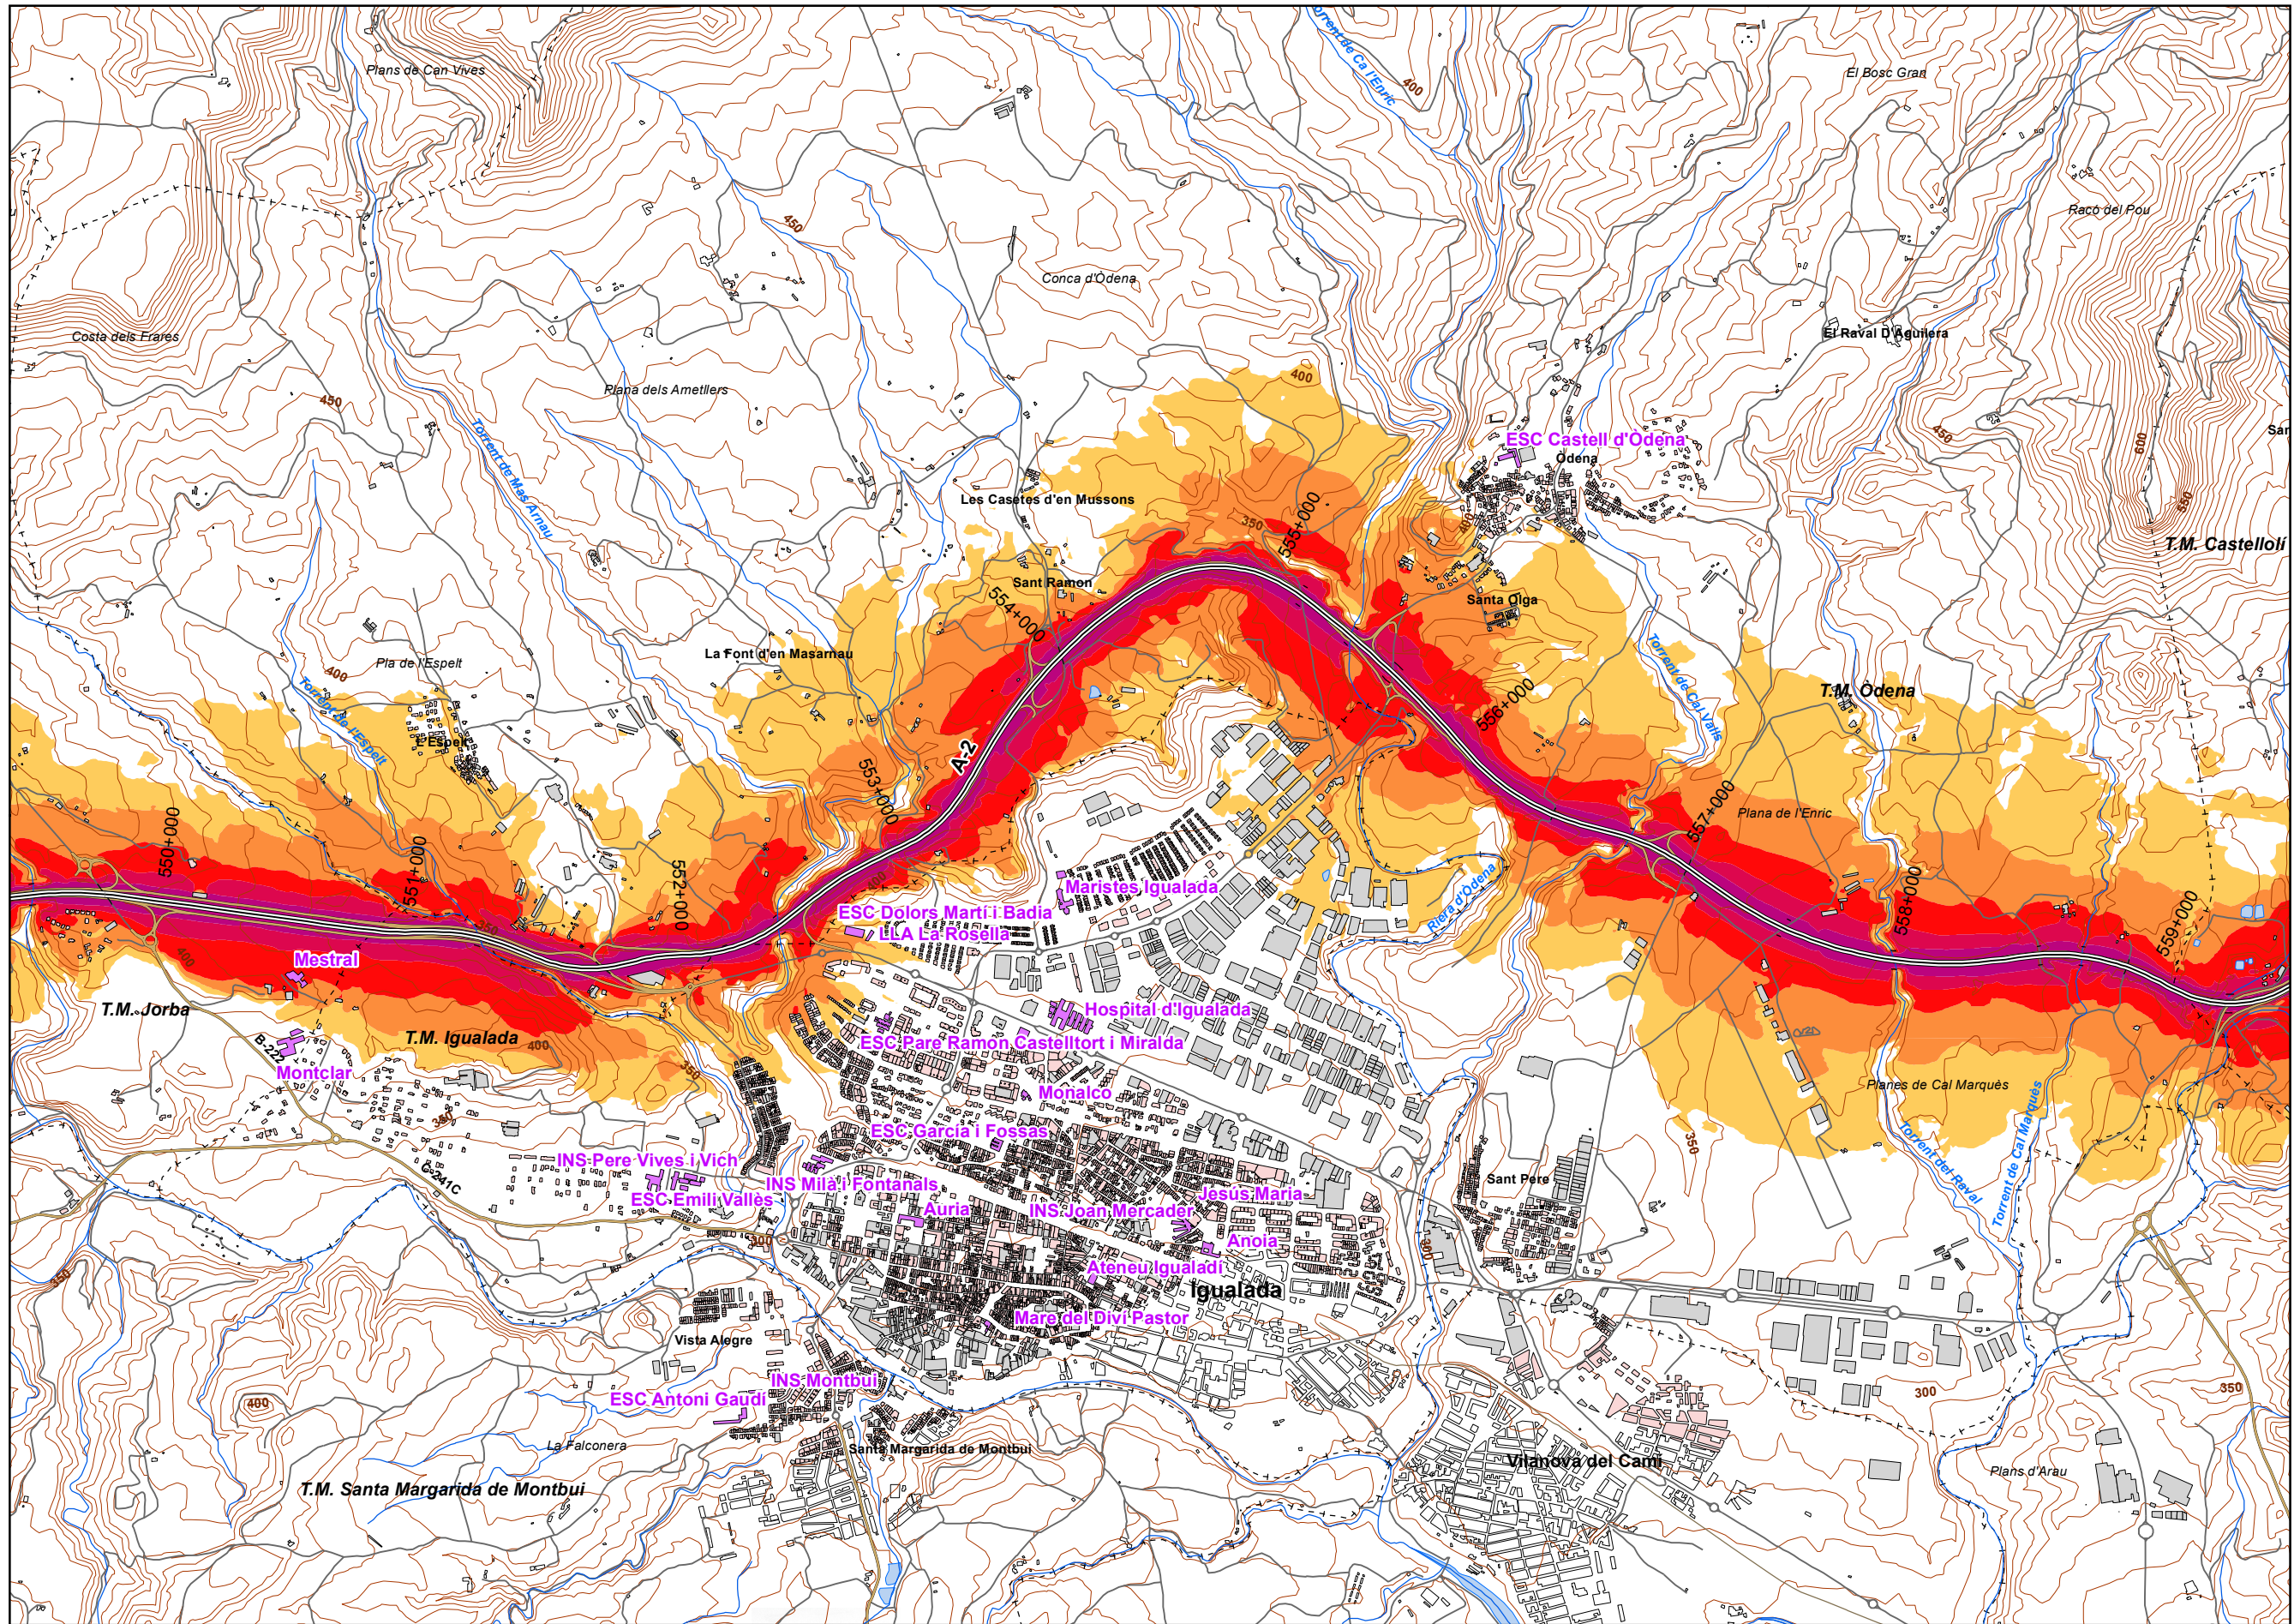 Torrent de Ca l'Enric
400
Plans de Can Vives
El Bosc Gran
Racó del Pou
450
Conca d'Òdena
Costa dels Frares
El Raval D'Aguilera
400
Plana dels Ametllers
450
Torrent de Mas Arnau
ESC Castell d'Òdena
Òdena
450
600
550
San
Les Casetes d'en Mussons
350
555+000
400
T.M. Castellolí
Sant Ramon
554+000
Santa Olga
La Font d'en Masarnau
Pla de l'Espelt
400
Torrent de l'Espelt
Torrent de Cal Valls
T.M. Òdena
556+000
L'Espelt
A-2
553+000
550+000
551+000
552+000
557+000
Plana de l'Enric
400
Maristes Igualada
Riera d'Òdena
558+000
559+000
ESC Dolors Martí i Badia
LLA La Rosella
350
400
Mestral
T.M. Jorba
Hospital d'Igualada
T.M. Igualada
400
B-222
ESC Pare Ramon Castelltort i Miralda
Montclar
350
Monalco
Planes de Cal Marquès
350
ESC Garcia i Fossas
350
Torrent del Raval
Torrent de Cal Marquès
INS Pere Vives i Vich
C-241C
INS Milà i Fontanals
Sant Pere
ESC Emili Vallès
Jesús Maria
Auria
INS Joan Mercader
300
Anoia
300
Ateneu Igualadí
350
Igualada
Mare del Diví Pastor
Vista Alegre
INS Montbui
ESC Antoni Gaudí
300
350
400
La Falconera
Santa Margarida de Montbui
Vilanova del Camí
Plans d'Arau
T.M. Santa Margarida de Montbui